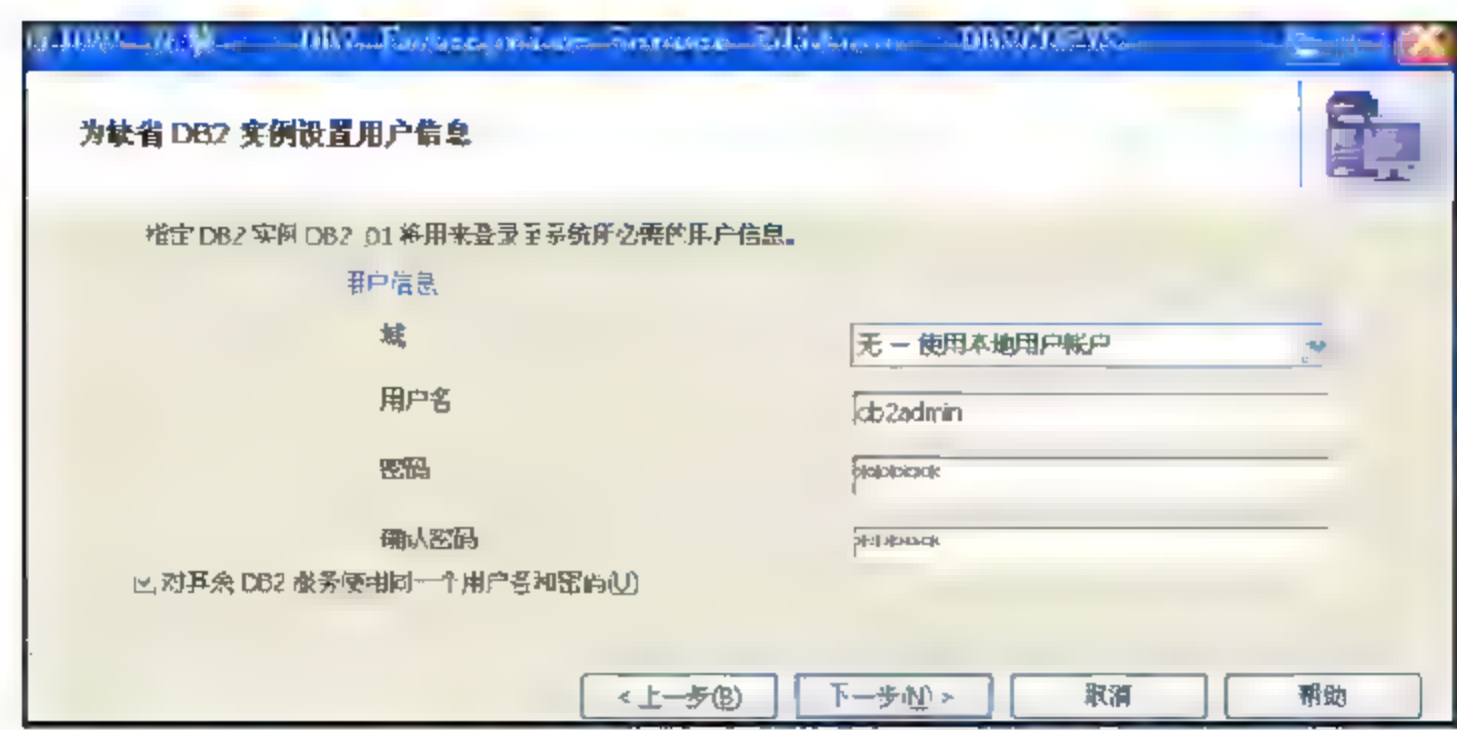 DB2
为缺省 DB2 实例设置用户信息
指定 DB2 实例 DB2_01 将用来登录至系统所必需的用户信息。
用户信息
域
无 - 使用本地用户帐户
用户名
db2admin
密码
确认密码
对其余 DB2 服务使用同一个用户名和密码(U)
< 上一步(B)
下一步(N) >
取消
帮助